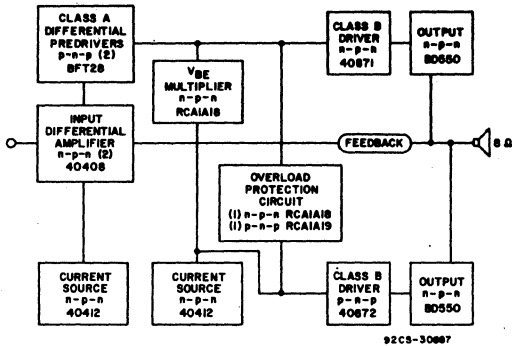 CLASS A
DIFFERENTIAL
PREDRIVERS
p-n-p (2)
BFT28
VBE
MULTIPLIER
n-p-n
RCA1A18
CLASS B
DRIVER
n-p-n
40871
OUTPUT
n-p-n
BD550
INPUT
DIFFERENTIAL
AMPLIFIER
n-p-n (2)
40408
FEEDBACK
8 Ω
OVERLOAD
PROTECTION
CIRCUIT
(1) n-p-n RCA1A18
(1) p-n-p RCA1A19
CURRENT
SOURCE
n-p-n
40412
CURRENT
SOURCE
n-p-n
40412
CLASS B
DRIVER
p-n-p
40872
OUTPUT
n-p-n
BD550
92CS-30887